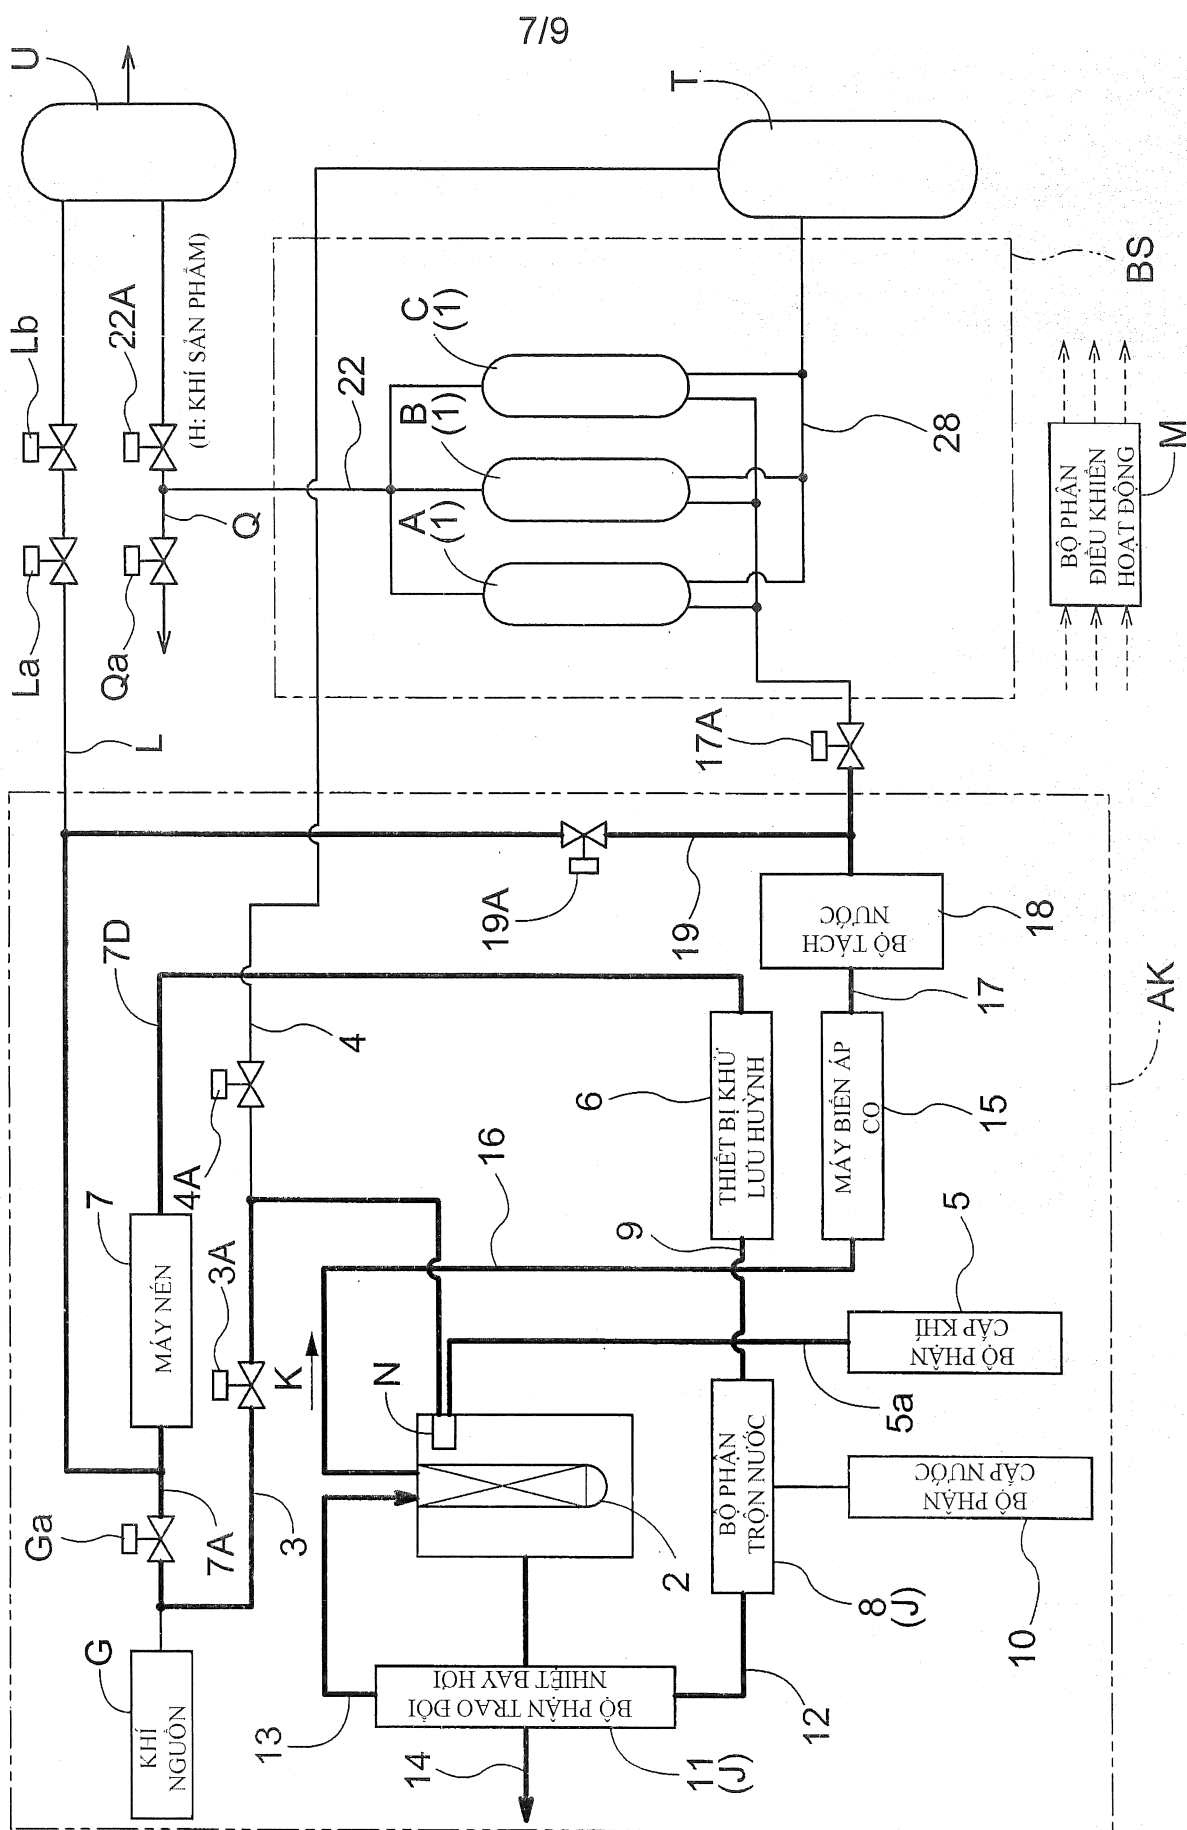 7/9
U
T
Lb
22A
(H: KHÍ SẢN PHẨM)
La
Qa
Q
L
22
C
(1)
B
(1)
A
(1)
28
BS
BỘ PHẬN
ĐIỀU KHIỂN
HOẠT ĐỘNG
M
17A
19A
19
BỘ TÁCH
NƯỚC
18
17
AK
7D
4
4A
7
MÁY NÉN
3A
K
N
16
6
THIẾT BỊ KHỬ
LƯU HUỲNH
9
MÁY BIẾN ÁP
CO
15
5
BỘ PHẬN
CẤP KHÍ
5a
Ga
7A
3
2
BỘ PHẬN
TRỘN NƯỚC
8
(J)
BỘ PHẬN
CẤP NƯỚC
10
G
KHÍ
NGUỒN
13
14
BỘ PHẬN TRAO ĐỔI
NHIỆT BAY HƠI
11
(J)
12